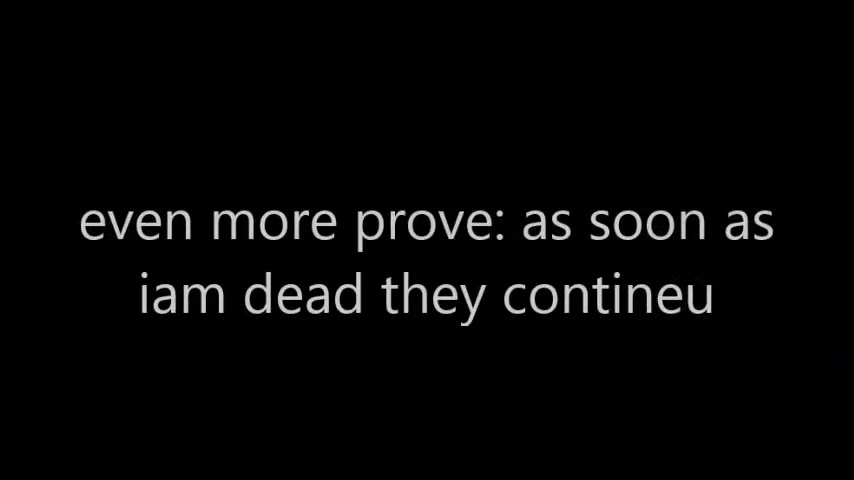 even more prove: as soon as
iam dead they contineu